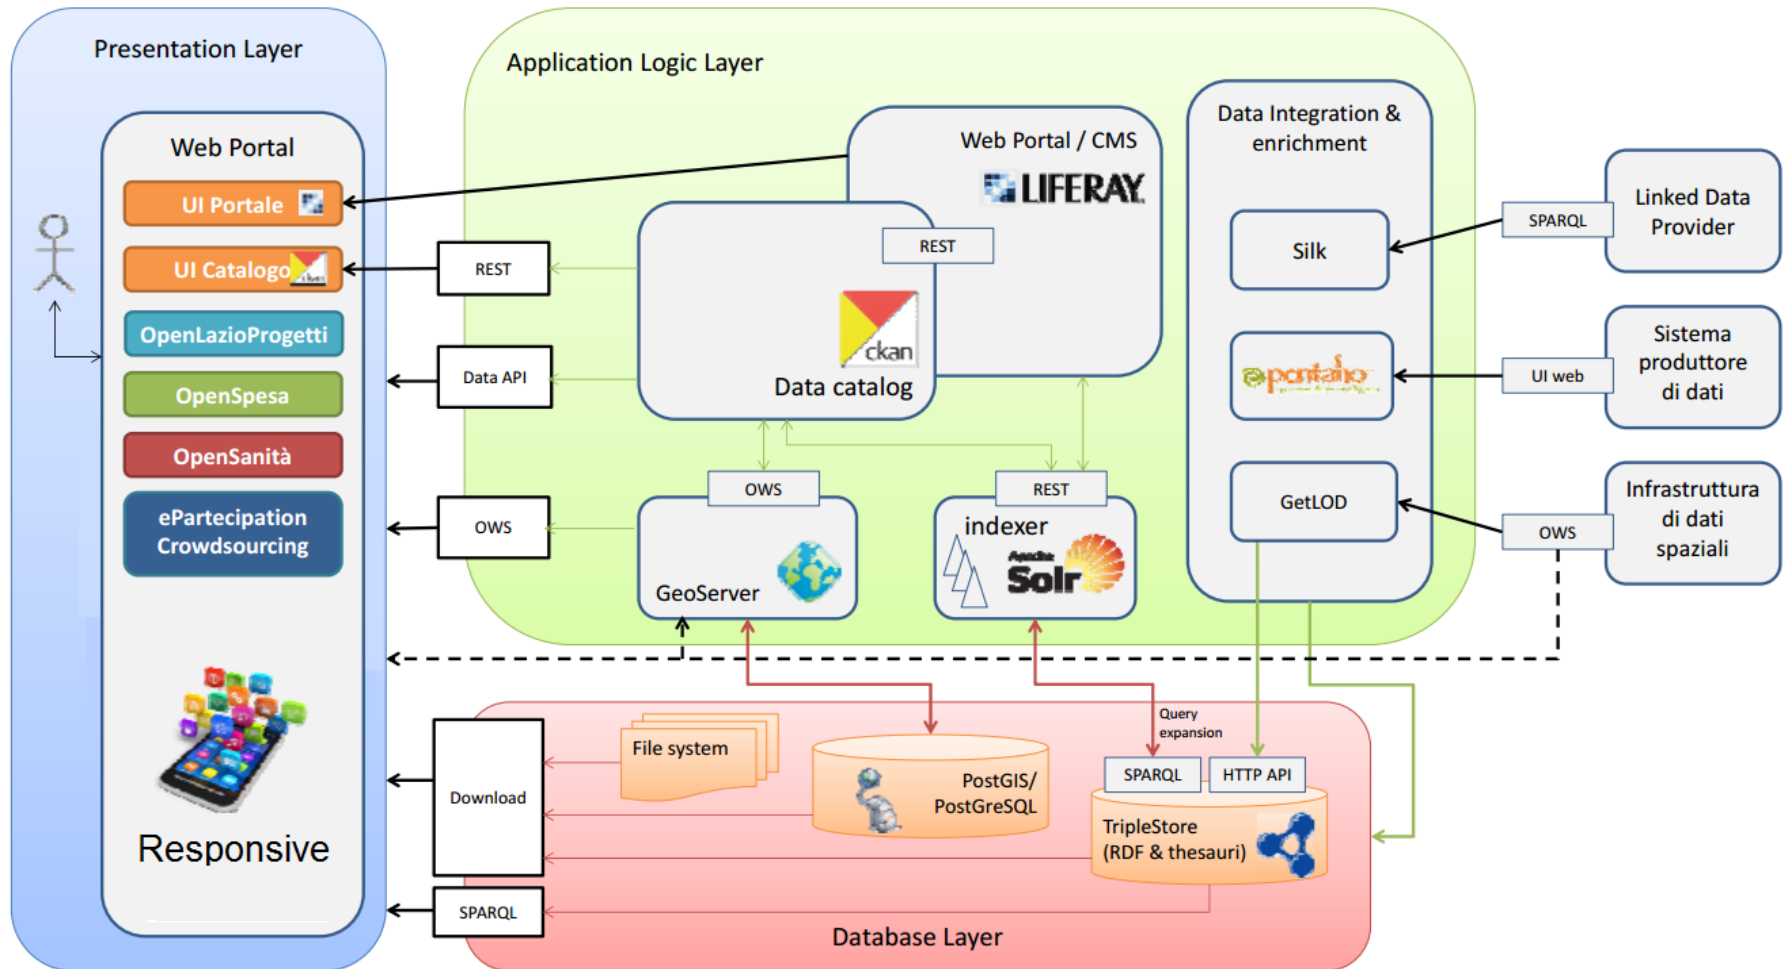 Presentation Layer
Web Portal
UI Portale
UI Catalogo
ckan
OpenLazioProgetti
OpenSpesa
OpenSanità
ePartecipation
Crowdsourcing
Responsive
Application Logic Layer
Web Portal / CMS
LIFERAY.
REST
ckan
Data catalog
REST
Data API
OWS
OWS
GeoServer
REST
indexer
Apache
Solr
Data Integration &
enrichment
Silk
pentaho
GetLOD
SPARQL
Linked Data
Provider
UI web
Sistema
produttore
di dati
OWS
Infrastruttura
di dati
spaziali
Download
SPARQL
File system
PostGIS/
PostGreSQL
Query
expansion
SPARQL
HTTP API
TripleStore
(RDF & thesauri)
Database Layer